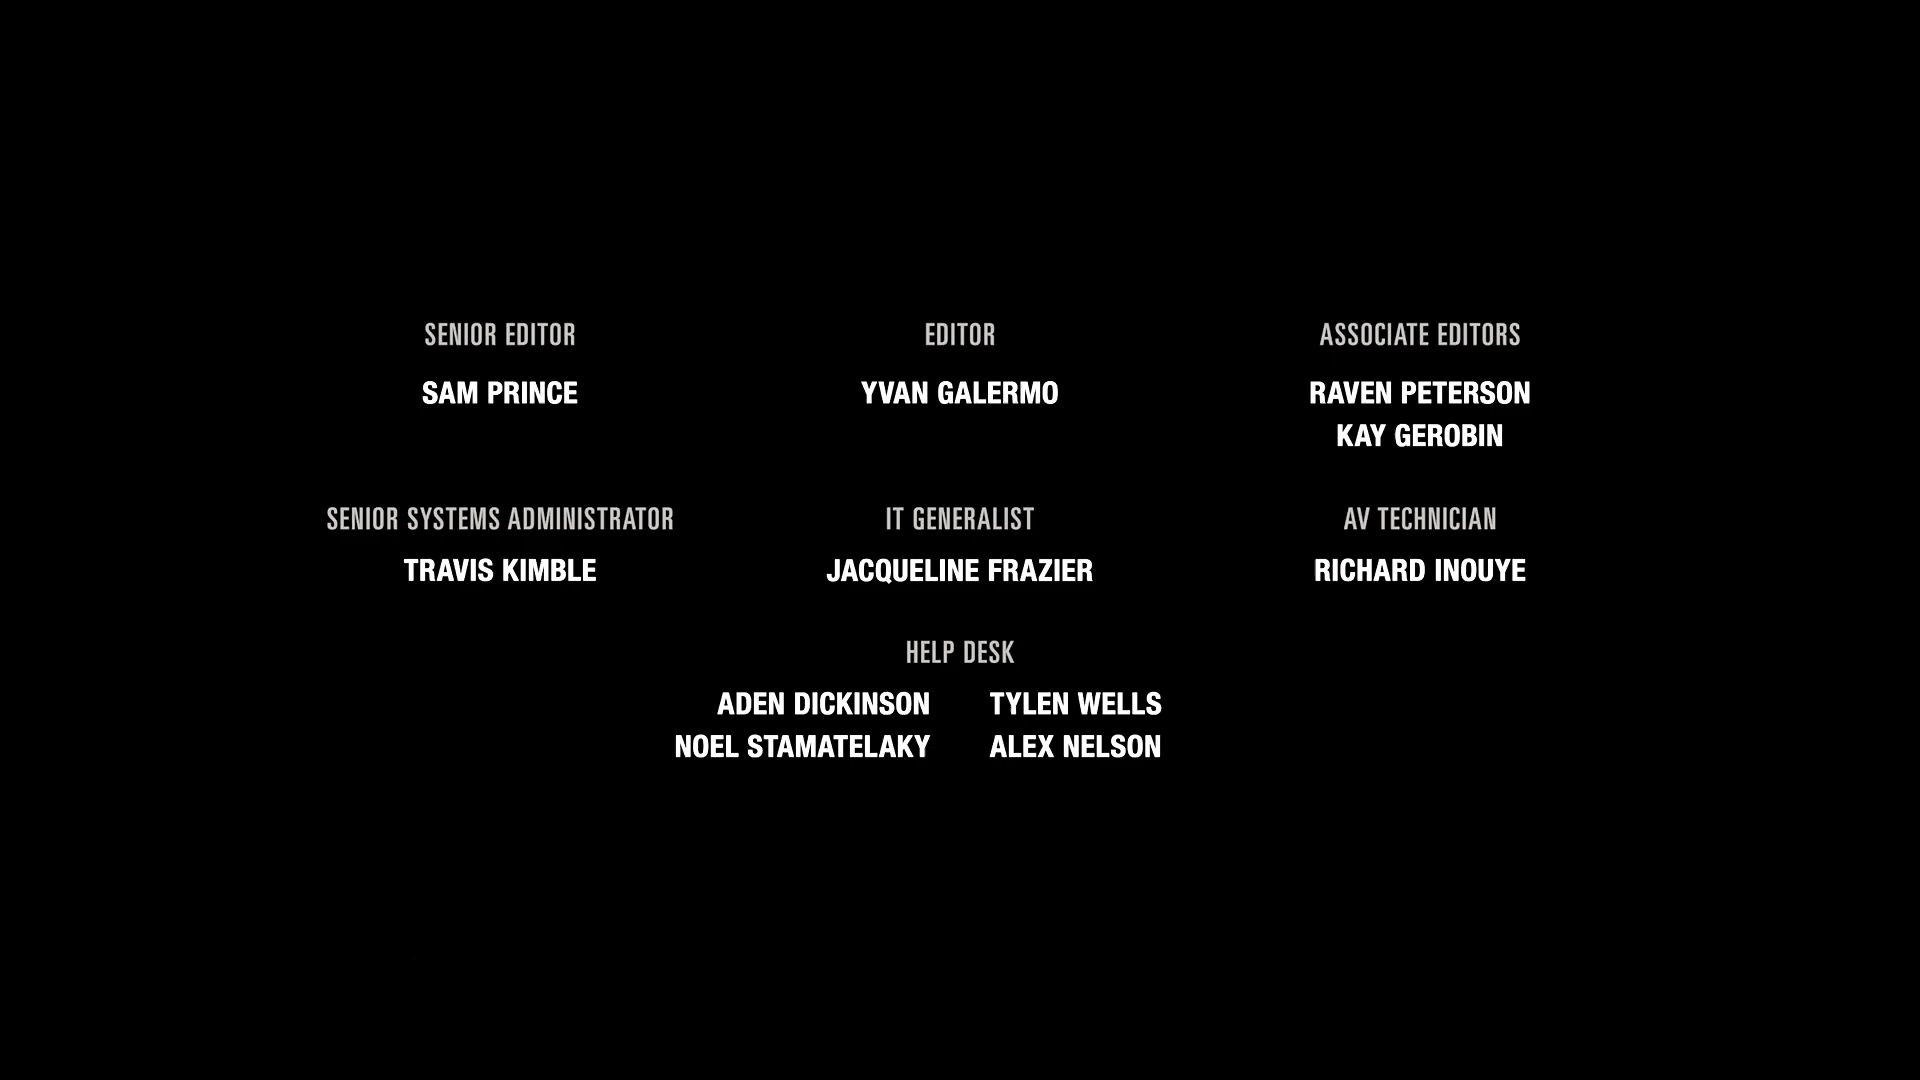 SENIOR EDITOR
SAM PRINCE
EDITOR
YVAN GALERMO
ASSOCIATE EDITORS
RAVEN PETERSON
KAY GEROBIN
SENIOR SYSTEMS ADMINISTRATOR
TRAVIS KIMBLE
IT GENERALIST
JACQUELINE FRAZIER
AV TECHNICIAN
RICHARD INOUYE
HELP DESK
ADEN DICKINSON
TYLEN WELLS
NOEL STAMATELAKY
ALEX NELSON